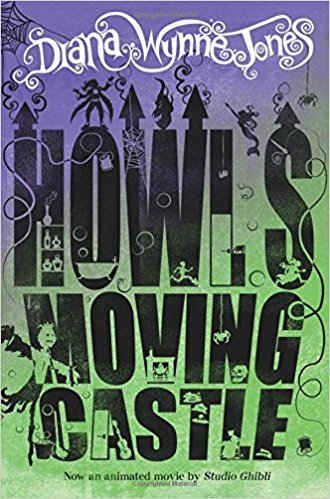 Diana Wynne Jones
HOWL'S
MOVING
CASTLE
Now an animated movie by Studio Ghibli